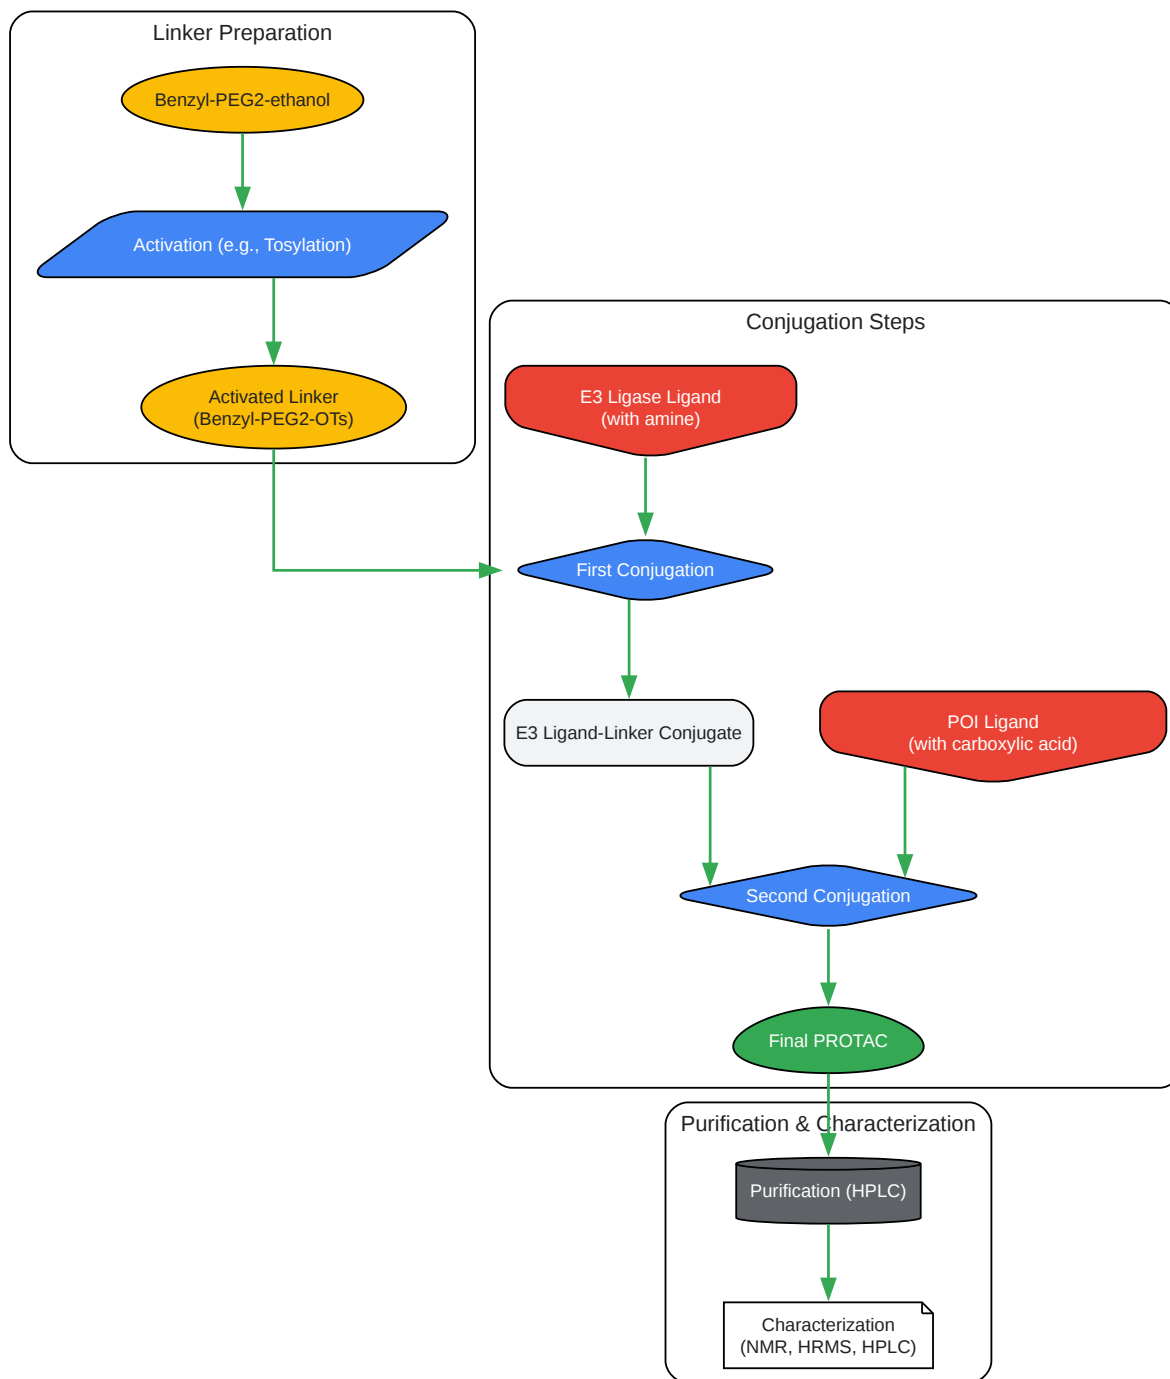 Linker Preparation
Benzyl-PEG2-ethanol
Activation (e.g., Tosylation)
Activated Linker
(Benzyl-PEG2-OTs)
Conjugation Steps
E3 Ligase Ligand
(with amine)
First Conjugation
E3 Ligand-Linker Conjugate
POI Ligand
(with carboxylic acid)
Second Conjugation
Final PROTAC
Purification & Characterization
Purification (HPLC)
Characterization
(NMR, HRMS, HPLC)